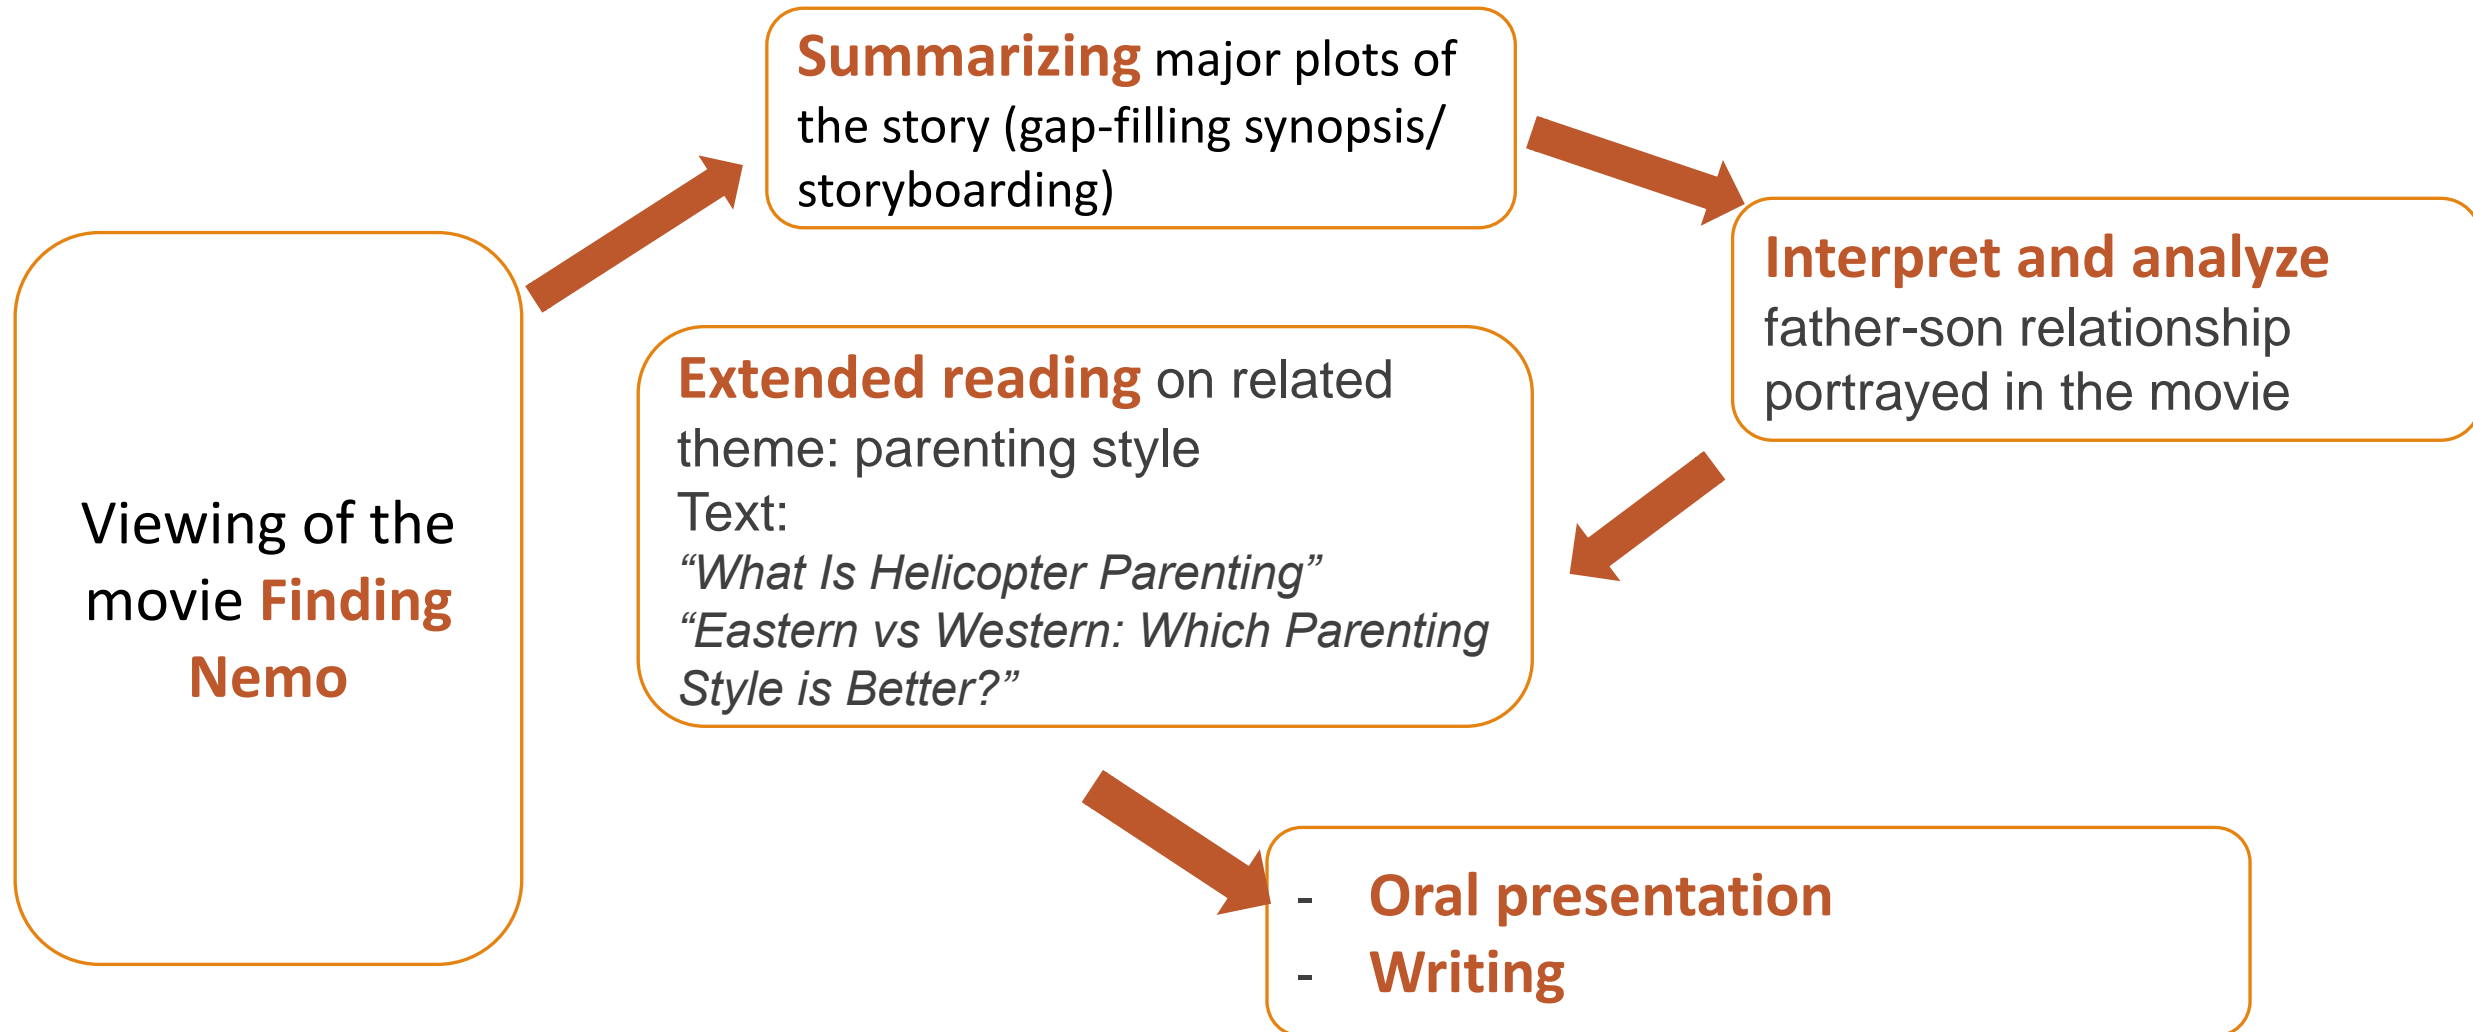 Viewing of the
movie Finding
Nemo
Summarizing major plots of
the story (gap-filling synopsis/
storyboarding)
Interpret and analyze
father-son relationship
portrayed in the movie
Extended reading on related
theme: parenting style
Text:
“What Is Helicopter Parenting”
“Eastern vs Western: Which Parenting
Style is Better?”
- Oral presentation
- Writing